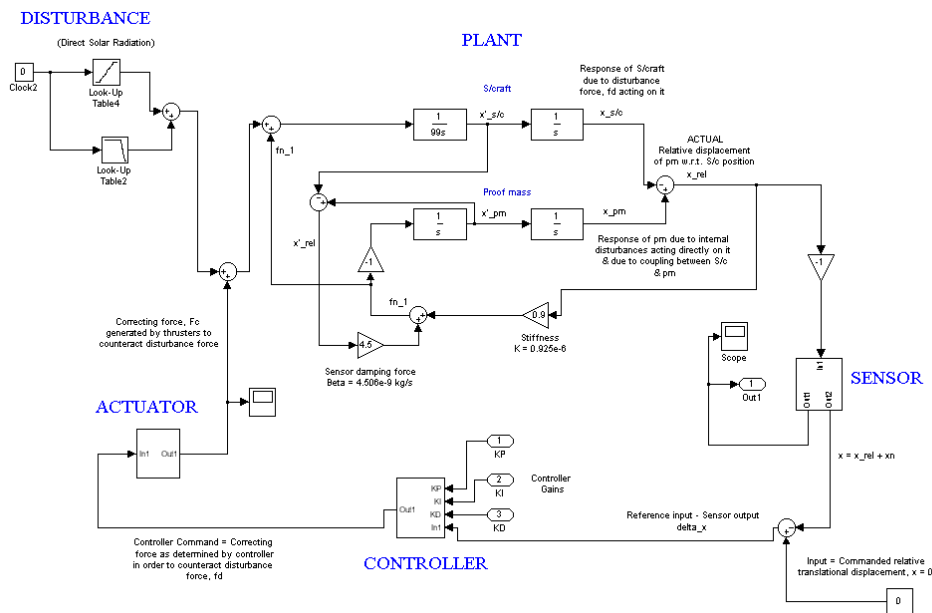 DISTURBANCE
(Direct Solar Radiation)
0
Clock2
Look-Up
Table4
Look-Up
Table2
PLANT
S/craft
Response of S/craft
due to disturbance
force, fd acting on it
1
99s
x'_s/c
1
s
x_s/c
fn_1
ACTUAL
Relative displacement
of pm w.r.t. S/c position
x_rel
Proof mass
1
s
x'_pm
1
s
x_pm
x'_rel
-1
Response of pm due to internal
disturbances acting directly on it
& due to coupling between S/c
& pm
-1
fn_1
0.9
Stiffness
K = 0.925e-6
4.5
Sensor damping force
Beta = 4.506e-9 kg/s
Correcting force, Fc
generated by thrusters to
counteract disturbance force
Scope
1
Out1
In1
Out1
Out2
SENSOR
ACTUATOR
In1
Out1
x = x_rel + xn
1
KP
2
KI
3
KD
Controller
Gains
KP
KI
KD
In1
Out1
Reference input - Sensor output
delta_x
Controller Command = Correcting
force as determined by controller
in order to counteract disturbance
force, fd
CONTROLLER
Input = Commanded relative
translational displacement, x = 0
0